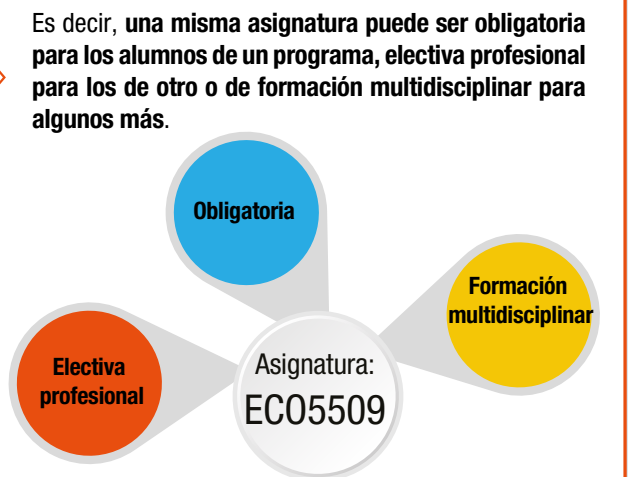 Es decir, una misma asignatura puede ser obligatoria
para los alumnos de un programa, electiva profesional
para los de otro o de formación multidisciplinar para
algunos más.
Obligatoria
Formación
multidisciplinar
Electiva
profesional
Asignatura:
ECO5509